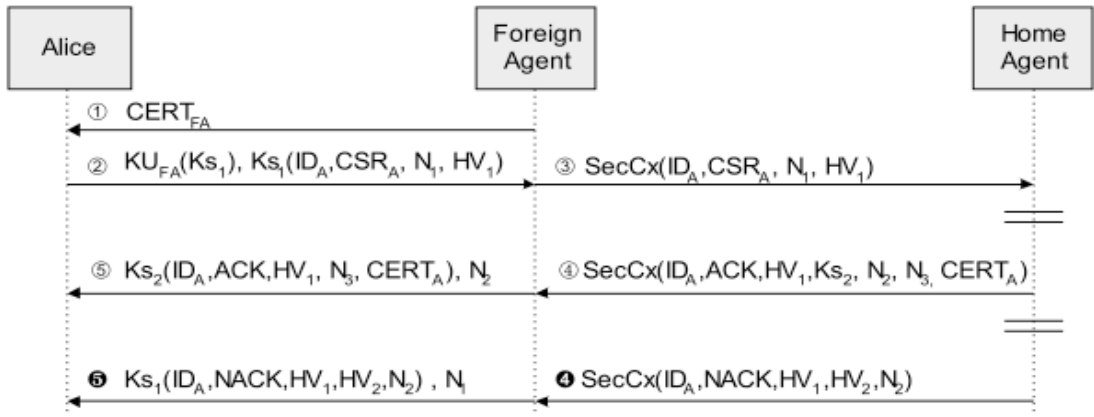 Alice
Foreign
Agent
Home
Agent
① CERT_FA
② KU_FA(Ks_1), Ks_1(ID_A,CSR_A, N_1, HV_1)
③ SecCx(ID_A,CSR_A, N_1, HV_1)
⑤ Ks_2(ID_A,ACK,HV_1, N_3, CERT_A), N_2
④ SecCx(ID_A,ACK,HV_1,Ks_2, N_2, N_3, CERT_A)
❺ Ks_1(ID_A,NACK,HV_1,HV_2,N_2) , N_1
❹ SecCx(ID_A,NACK,HV_1,HV_2,N_2)